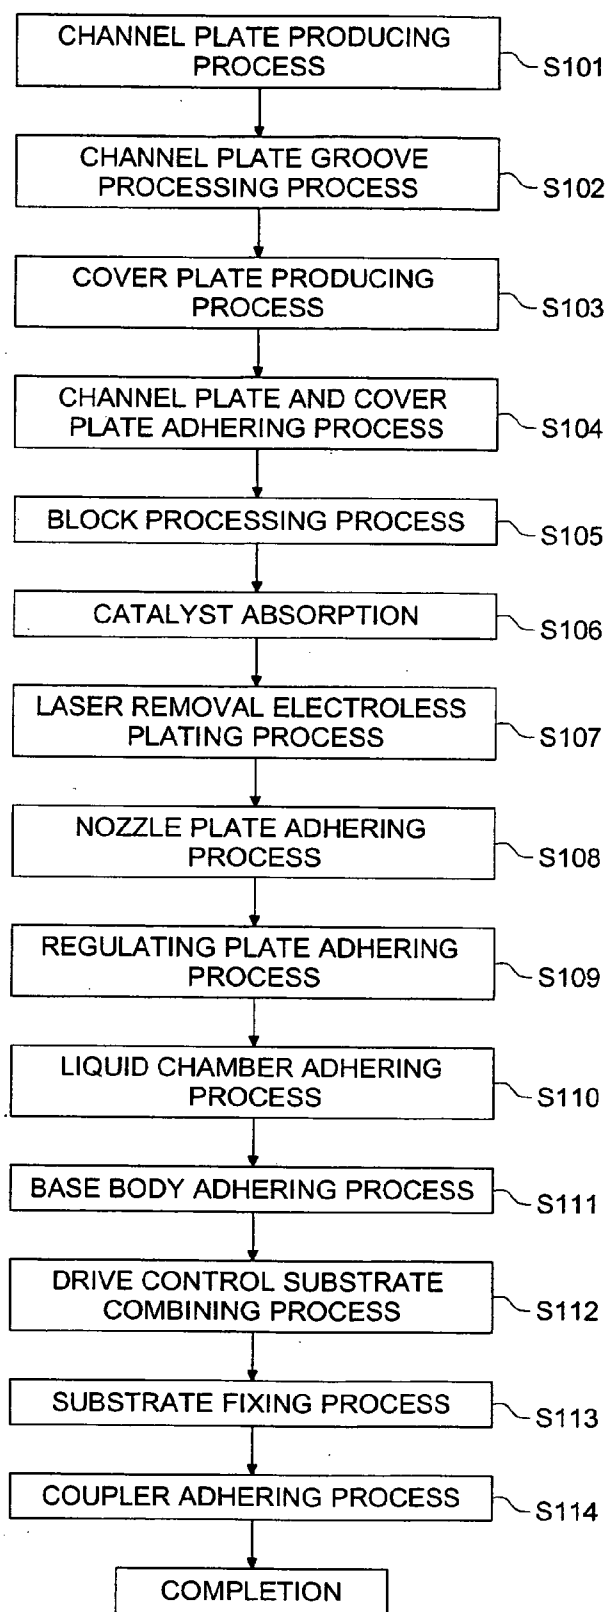 CHANNEL PLATE PRODUCING
PROCESS
S101
CHANNEL PLATE GROOVE
PROCESSING PROCESS
S102
COVER PLATE PRODUCING
PROCESS
S103
CHANNEL PLATE AND COVER
PLATE ADHERING PROCESS
S104
BLOCK PROCESSING PROCESS
S105
CATALYST ABSORPTION
S106
LASER REMOVAL ELECTROLESS
PLATING PROCESS
S107
NOZZLE PLATE ADHERING
PROCESS
S108
REGULATING PLATE ADHERING
PROCESS
S109
LIQUID CHAMBER ADHERING
PROCESS
S110
BASE BODY ADHERING PROCESS
S111
DRIVE CONTROL SUBSTRATE
COMBINING PROCESS
S112
SUBSTRATE FIXING PROCESS
S113
COUPLER ADHERING PROCESS
S114
COMPLETION